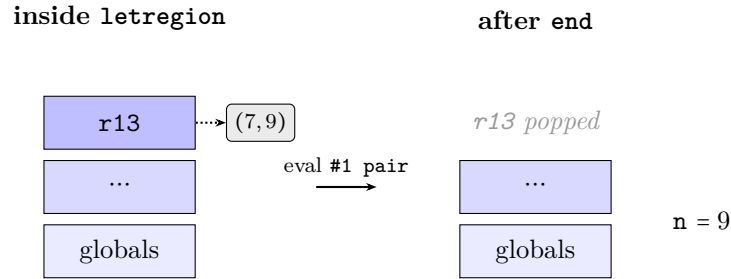 inside letregion
after end
r13
(7, 9)
r13 popped
eval #1 pair
...
...
globals
globals
n = 9